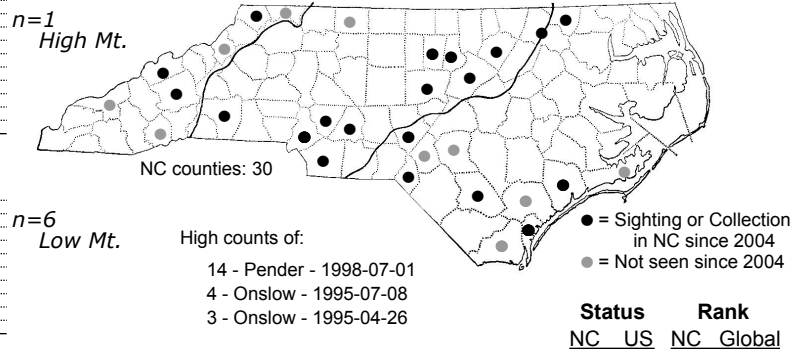 n=1
High Mt.
NC counties: 30
n=6
Low Mt.
High counts of:
14 - Pender - 1998-07-01
4 - Onslow - 1995-07-08
3 - Onslow - 1995-04-26
● = Sighting or Collection
in NC since 2004
● = Not seen since 2004
Status Rank
NC US NC Global